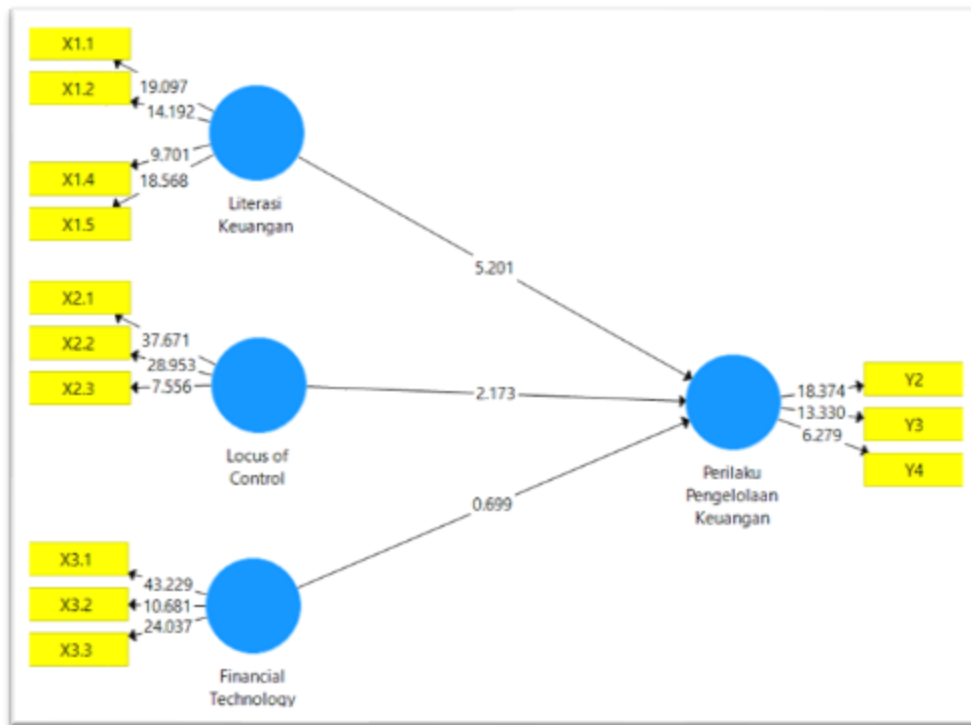 X1.1
19.097
X1.2
14.192
9.701
X1.4
18.568
X1.5
Literasi
Keuangan
5.201
X2.1
37.671
X2.2
28.953
X2.3
7.556
2.173
Locus of
Control
0.699
X3.1
43.229
X3.2
10.681
24.037
X3.3
Financial
Technology
Y2
18.374
13.330
Y3
6.279
Y4
Perilaku
Pengelolaan
Keuangan